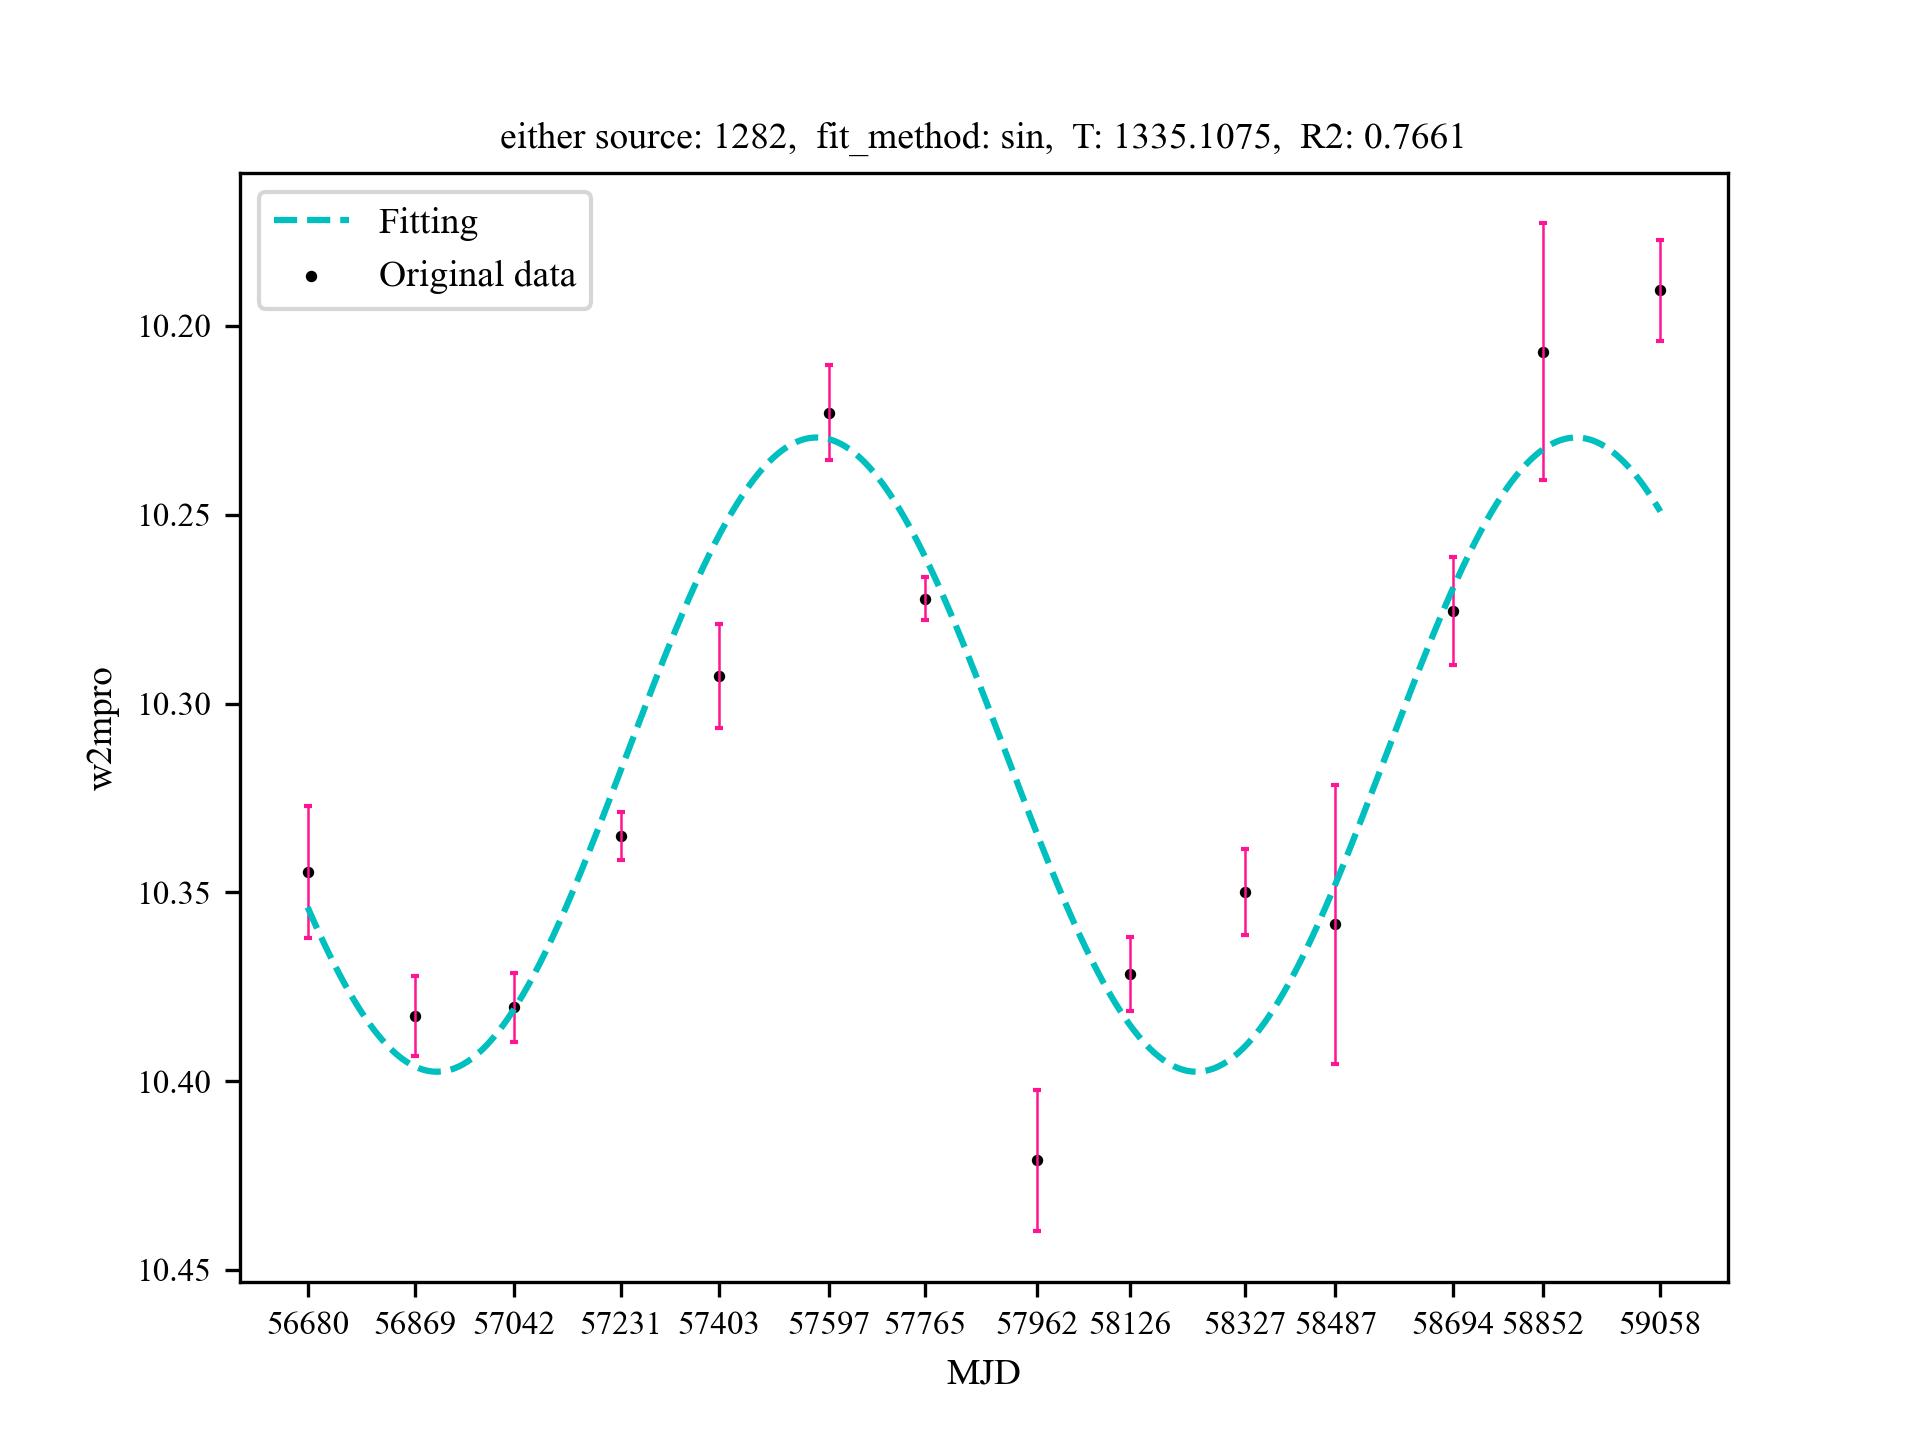 either source: 1282,  fit_method: sin,  T: 1335.1075,  R2: 0.7661
Fitting
Original data
10.20
10.25
10.30
10.35
10.40
10.45
w2mpro
56680 56869 57042 57231 57403 57597 57765 57962 58126 58327 58487 58694 58852 59058
MJD